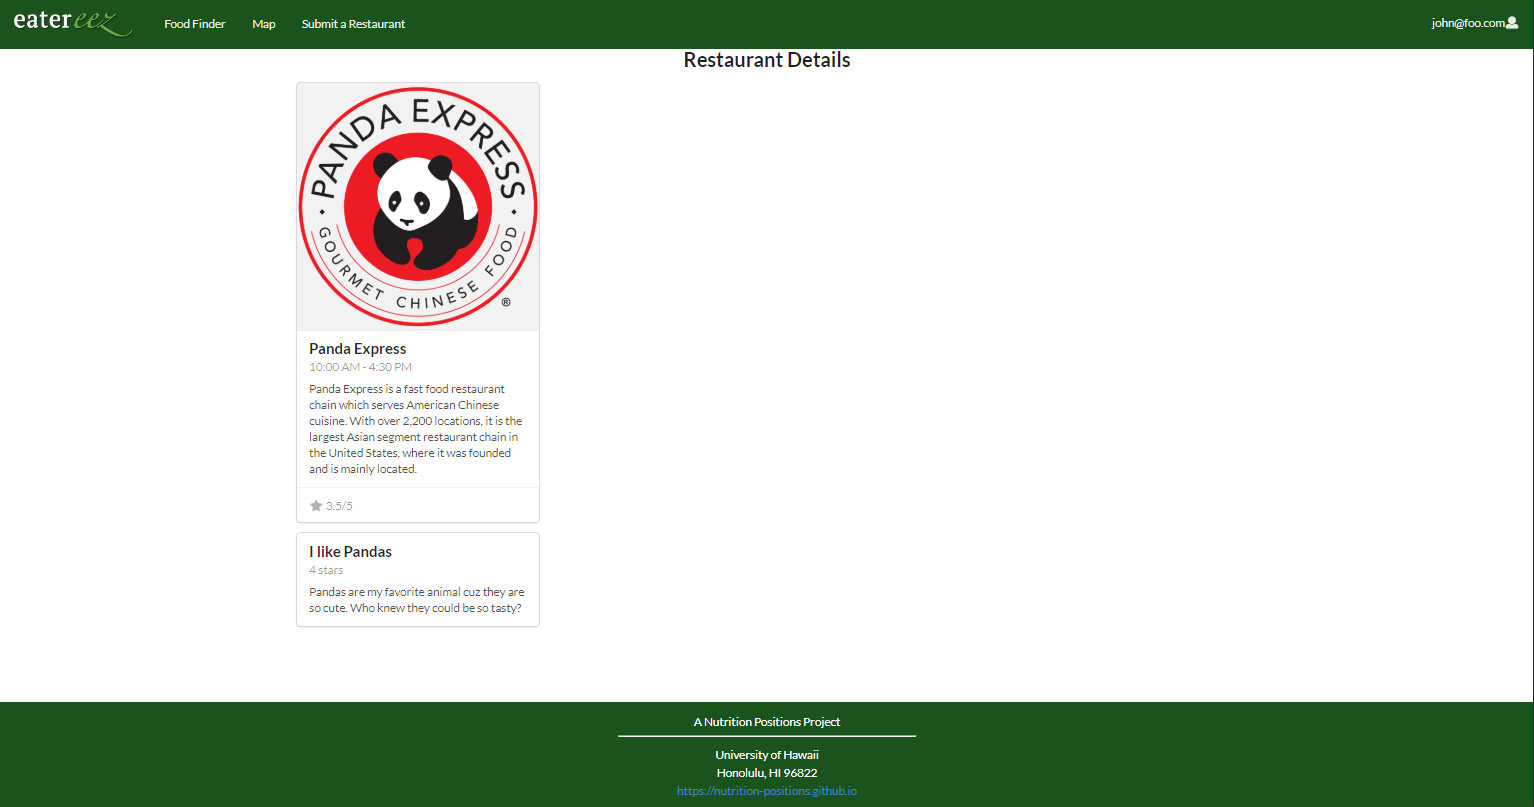 eatereez Food Finder Map Submit a Restaurant john@foo.com
Restaurant Details
PANDA EXPRESS
GOURMET CHINESE FOOD
®
Panda Express
10:00 AM - 4:30 PM
Panda Express is a fast food restaurant
chain which serves American Chinese
cuisine. With over 2,200 locations, it is the
largest Asian segment restaurant chain in
the United States, where it was founded
and is mainly located.
3.5/5
I like Pandas
4 stars
Pandas are my favorite animal cuz they are
so cute. Who knew they could be so tasty?
A Nutrition Positions Project
University of Hawaii
Honolulu, HI 96822
https://nutrition-positions.github.io